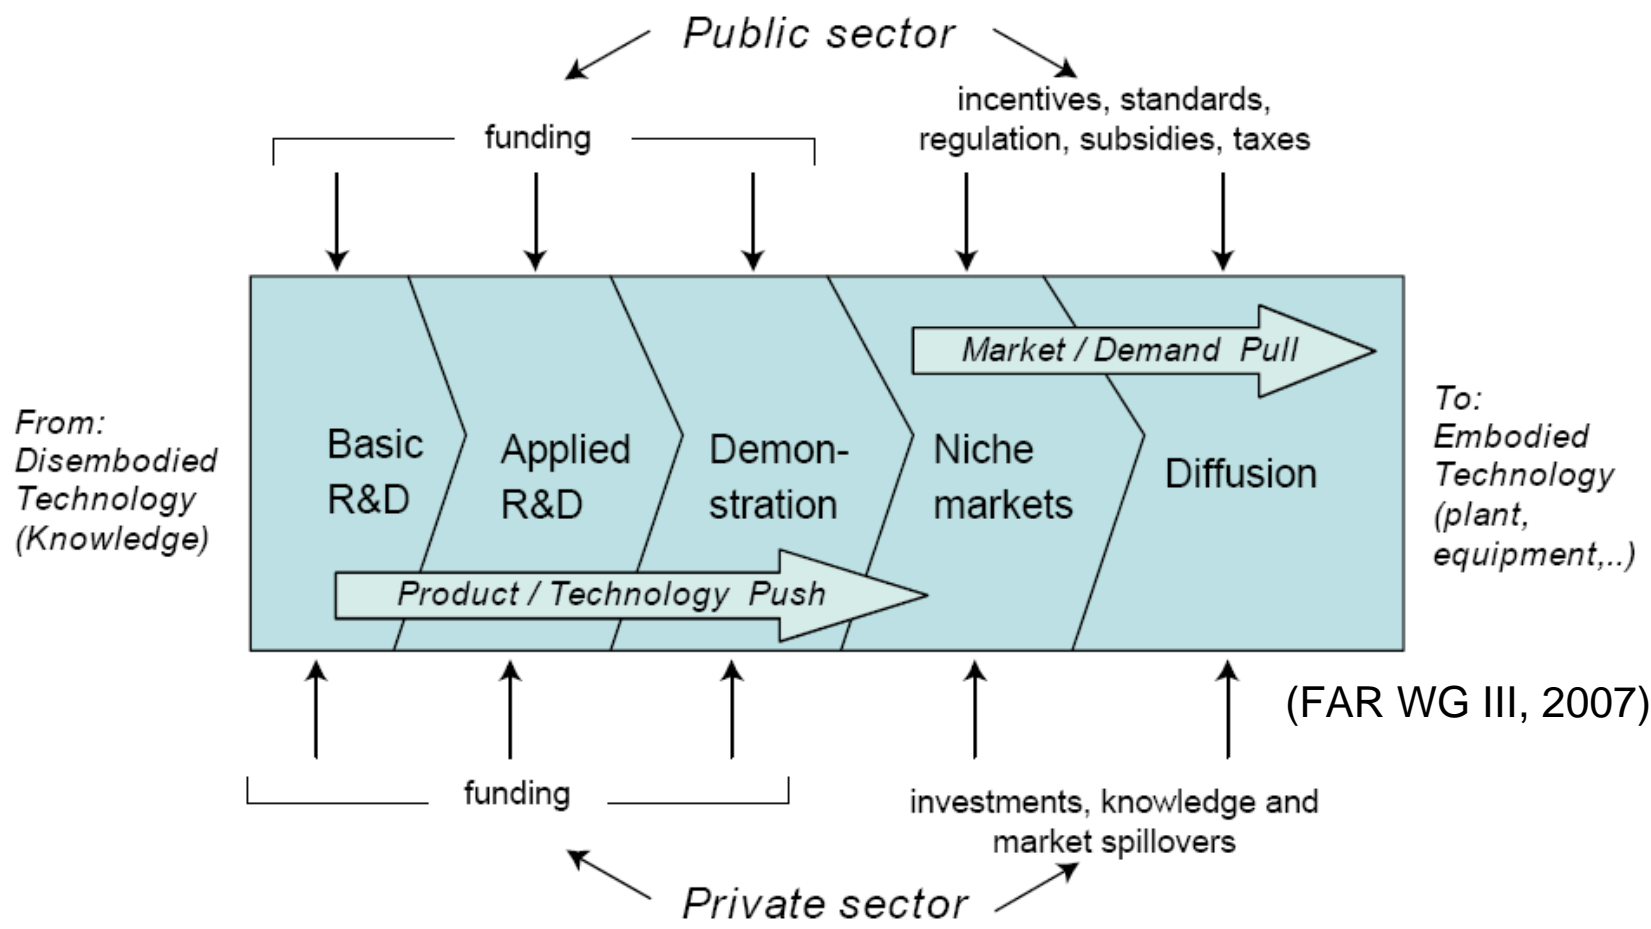 Public sector
funding
incentives, standards,
regulation, subsidies, taxes
From:
Disembodied
Technology
(Knowledge)
Basic
R&D
Applied
R&D
Demon-
stration
Niche
markets
Diffusion
Market / Demand Pull
Product / Technology Push
To:
Embodied
Technology
(plant,
equipment,..)
(FAR WG III, 2007)
funding
investments, knowledge and
market spillovers
Private sector